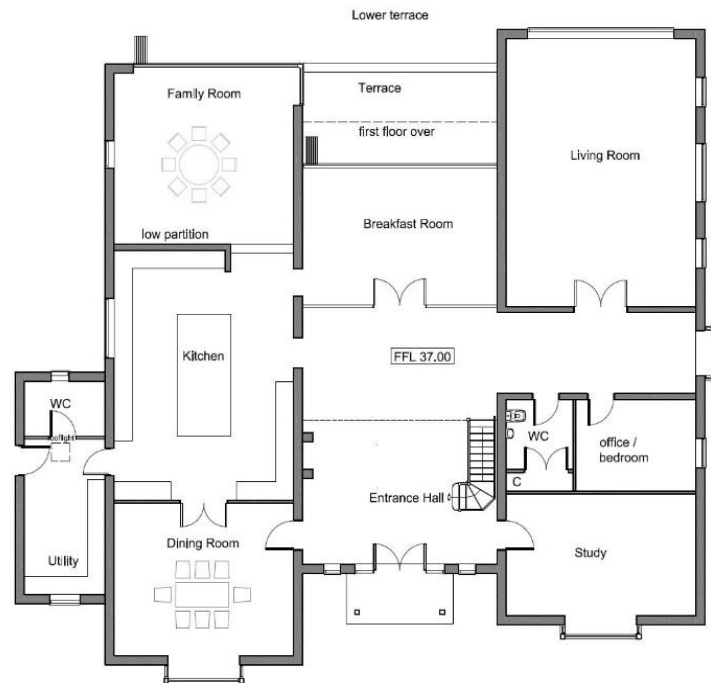 Lower terrace
Family Room
Terrace
first floor over
Living Room
low partition
Breakfast Room
Kitchen
FFL 37.00
WC
WC
office /
bedroom
rooflight
C
Entrance Hall
Utility
Dining Room
Study